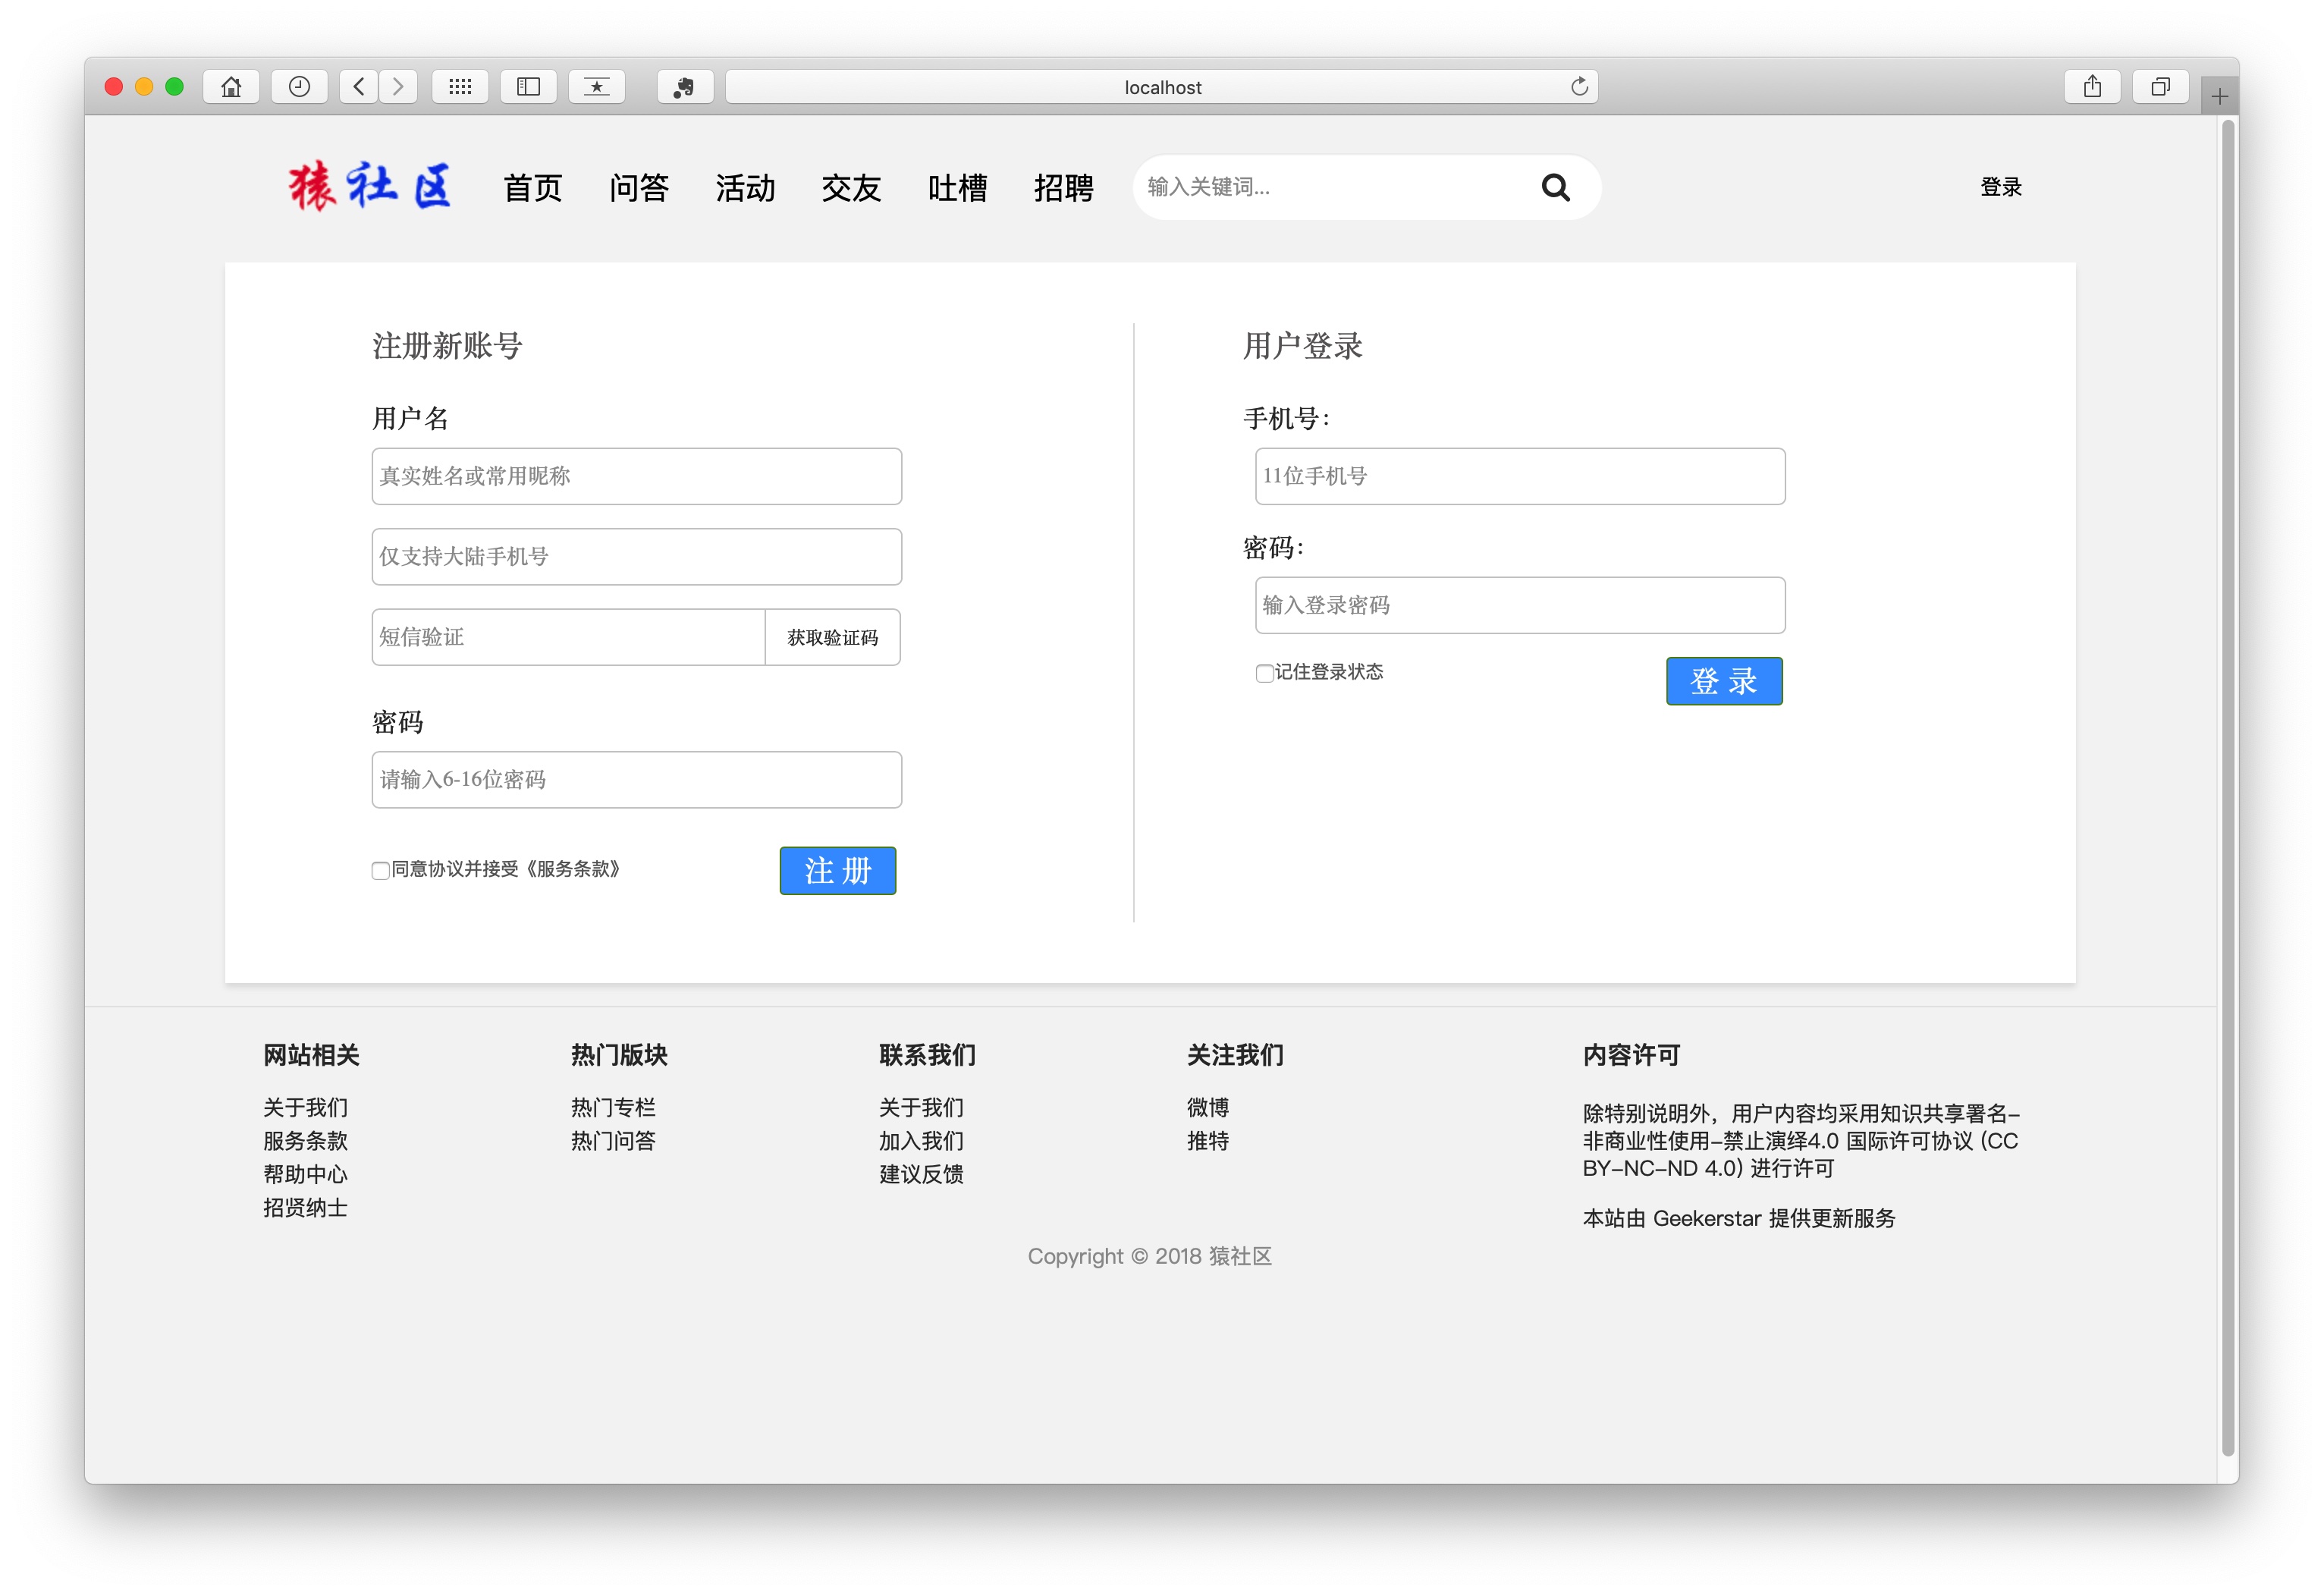 localhost
猿社区 首页 问答 活动 交友 吐槽 招聘 输入关键词... 登录
注册新账号
用户名
真实姓名或常用昵称
仅支持大陆手机号
短信验证 获取验证码
密码
请输入6-16位密码
同意协议并接受《服务条款》 注 册
用户登录
手机号：
11位手机号
密码：
输入登录密码
记住登录状态 登 录
网站相关
关于我们
服务条款
帮助中心
招贤纳士
热门版块
热门专栏
热门问答
联系我们
关于我们
加入我们
建议反馈
关注我们
微博
推特
内容许可
除特别说明外，用户内容均采用知识共享署名-
非商业性使用-禁止演绎4.0 国际许可协议 (CC
BY-NC-ND 4.0) 进行许可
本站由 Geekerstar 提供更新服务
Copyright © 2018 猿社区